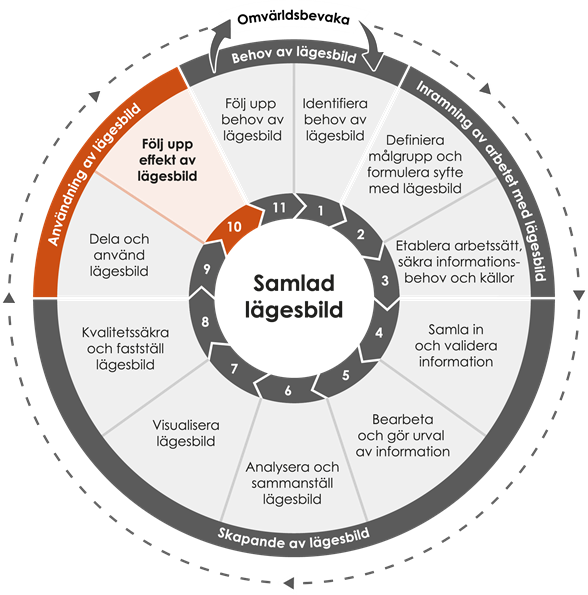 Omvärldsbevaka
Behov av lägesbild
Inramning av arbetet med lägesbild
Skapande av lägesbild
Användning av lägesbild
Samlad
lägesbild
1
Identifiera
behov av
lägesbild
2
Definiera
målgrupp och
formulera syfte
med lägesbild
3
Etablera arbetssätt,
säkra informations-
behov och källor
4
Samla in
och validera
information
5
Bearbeta
och gör urval
av information
6
Analysera och
sammanställ
lägesbild
7
Visualisera
lägesbild
8
Kvalitetssäkra
och fastställ
lägesbild
9
Dela och
använd
lägesbild
10
Följ upp
effekt av
lägesbild
11
Följ upp
behov av
lägesbild